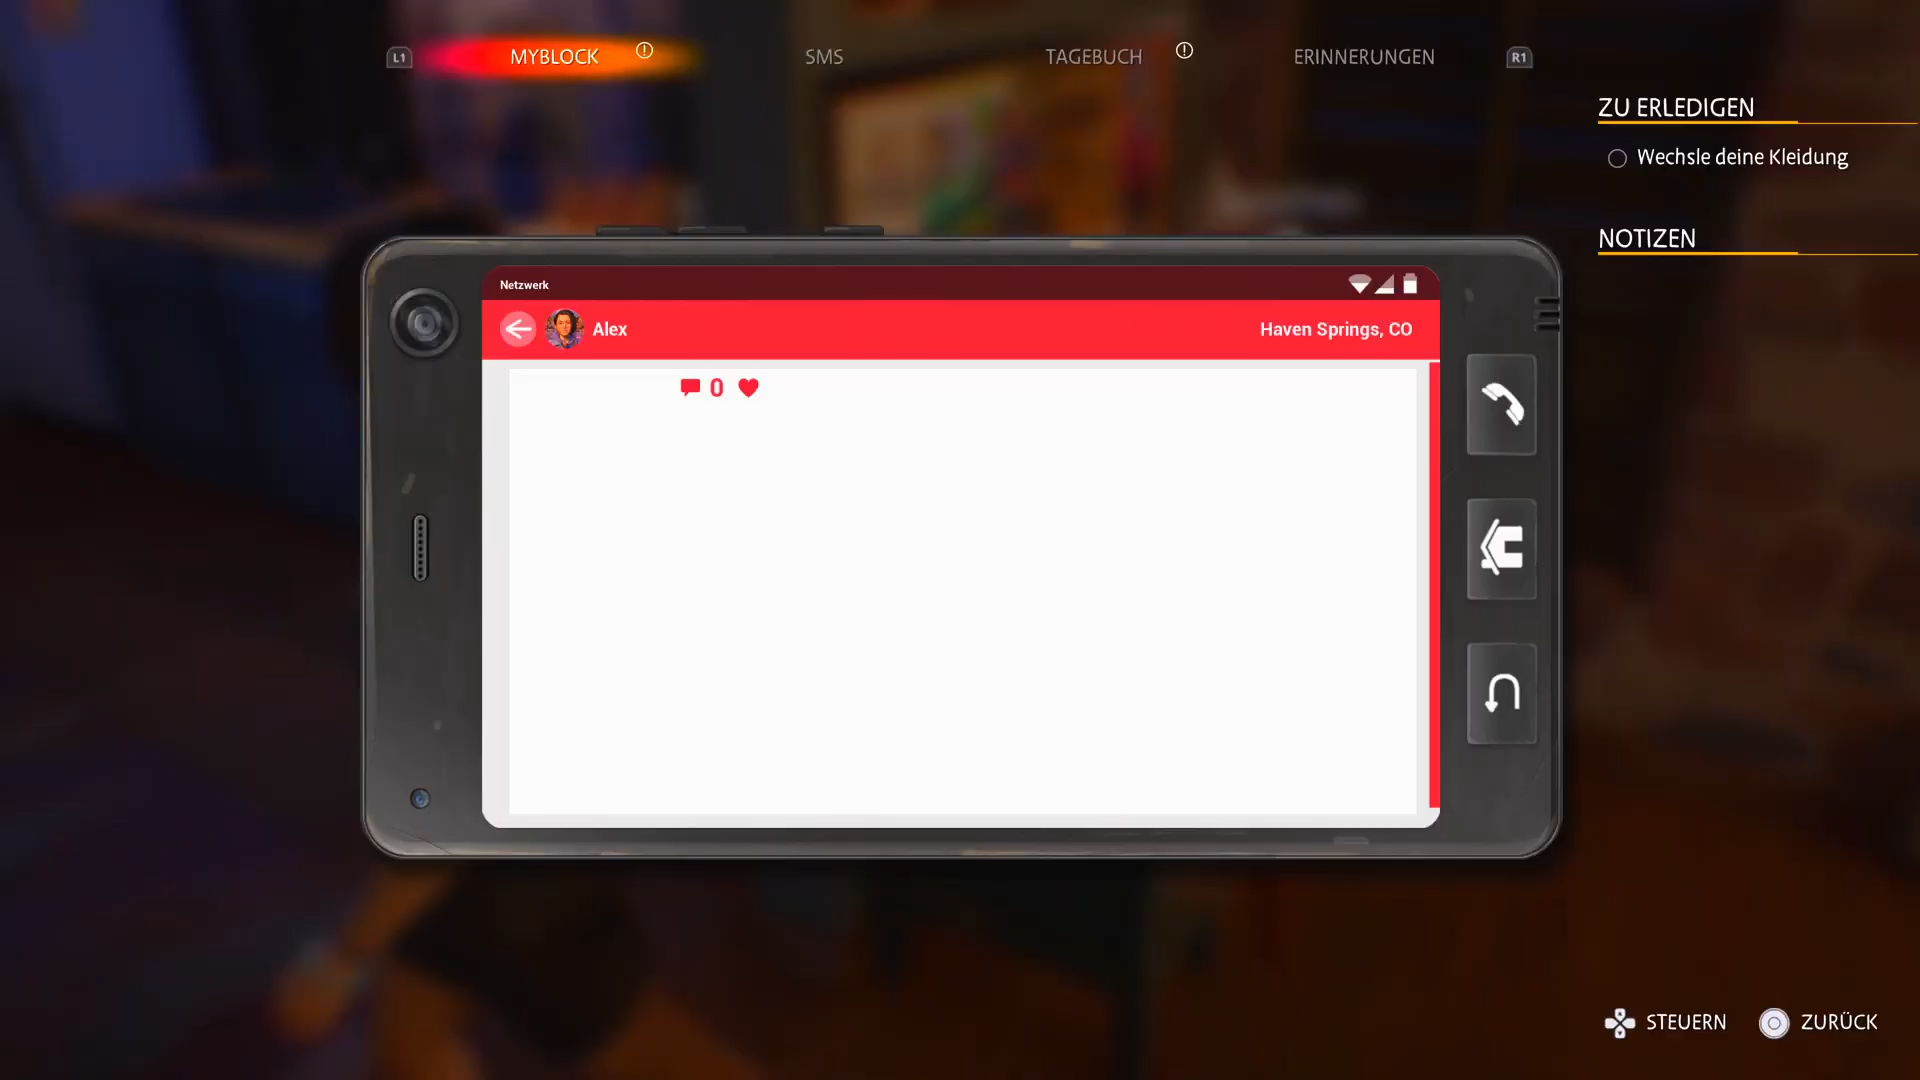 L1
MYBLOCK
SMS
TAGEBUCH
ERINNERUNGEN
R1
ZU ERLEDIGEN
Wechsle deine Kleidung
NOTIZEN
Netzwerk
Alex
Haven Springs, CO
0
STEUERN
ZURÜCK